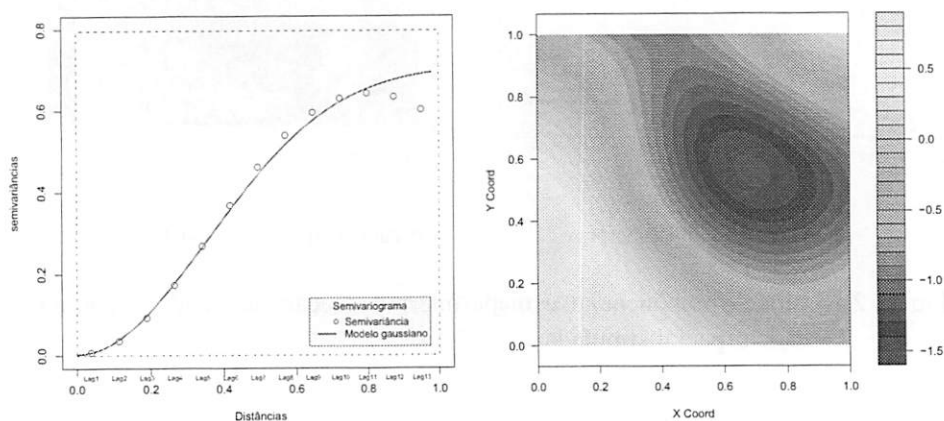 semivariâncias
0.8
0.6
0.4
0.2
0.0
Lag1 Lag2 Lag3 Lag4 Lag5 Lag6 Lag7 Lag8 Lag9 Lag10 Lag11 Lag12 Lag13
0.0 0.2 0.4 0.6 0.8 1.0
Distâncias
Semivariograma
Semivariância
Modelo gaussiano
Y Coord
1.0
0.8
0.6
0.4
0.2
0.0
0.0 0.2 0.4 0.6 0.8 1.0
X Coord
0.5
0.0
−0.5
−1.0
−1.5